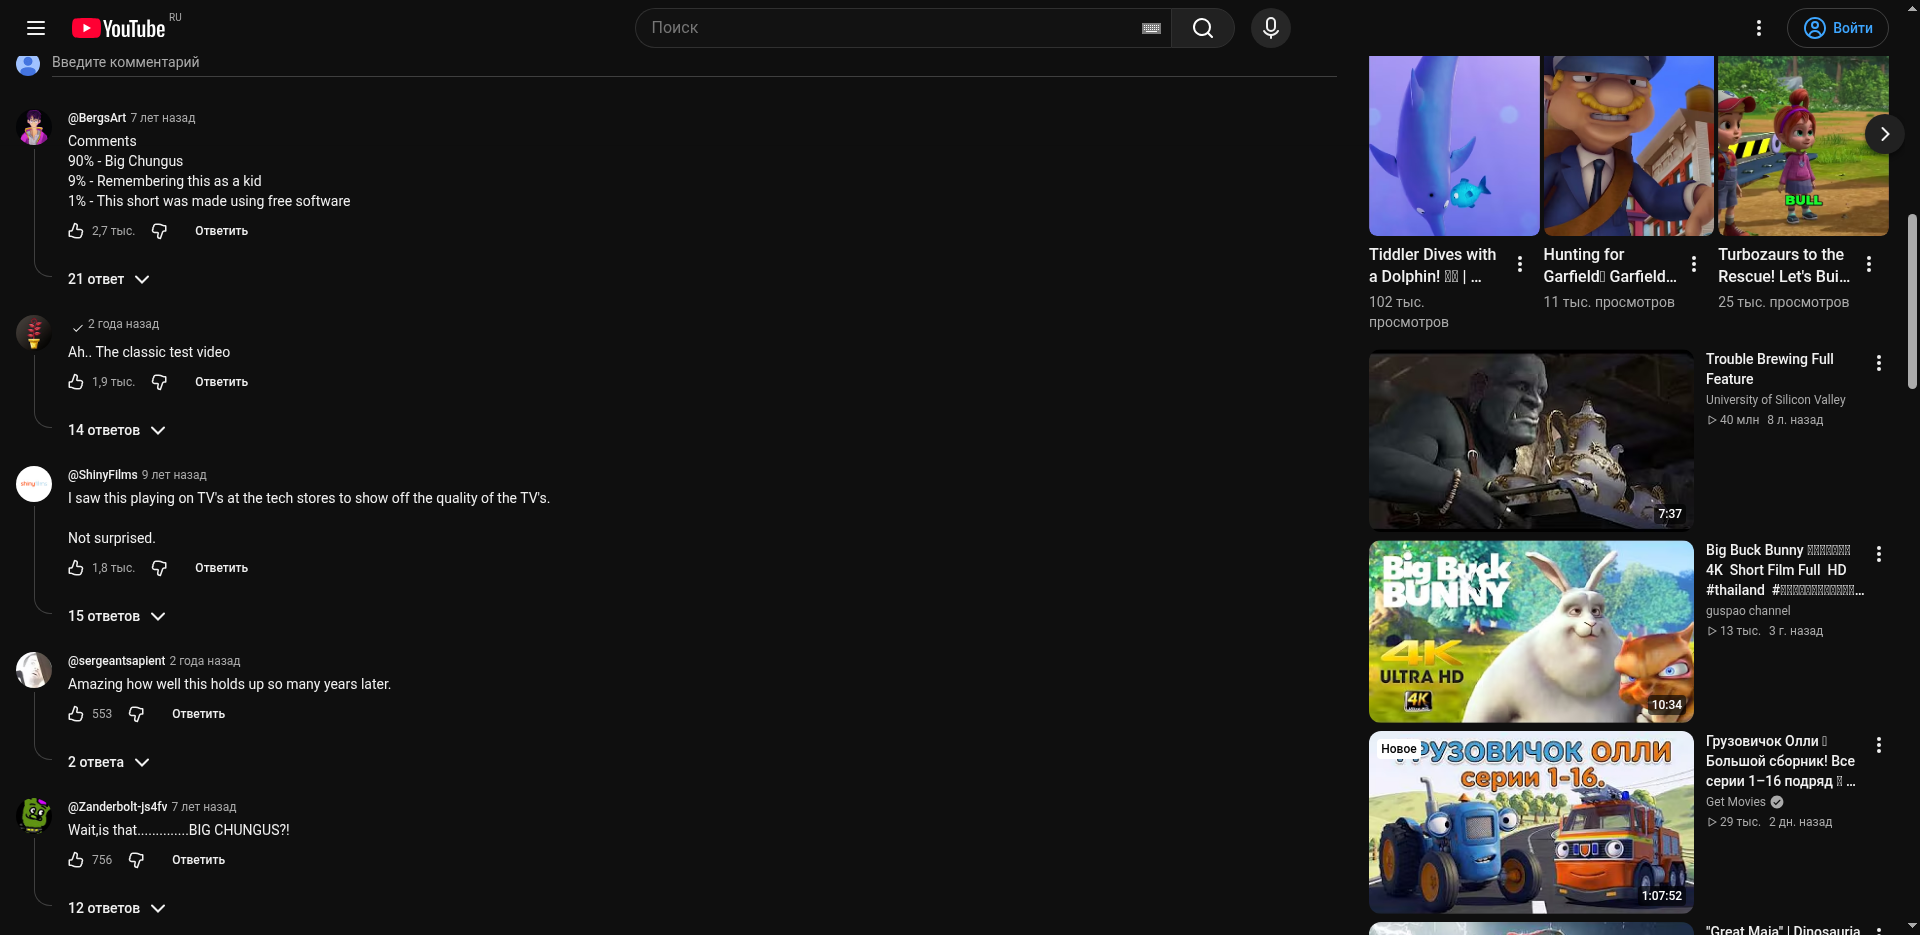 YouTube RU
Поиск
Войти
Введите комментарий
@BergsArt 7 лет назад
Comments
90% - Big Chungus
9% - Remembering this as a kid
1% - This short was made using free software
2,7 тыс. Ответить
21 ответ
2 года назад
Ah.. The classic test video
1,9 тыс. Ответить
14 ответов
@ShinyFilms 9 лет назад
I saw this playing on TV's at the tech stores to show off the quality of the TV's.
Not surprised.
1,8 тыс. Ответить
15 ответов
@sergeantsapient 2 года назад
Amazing how well this holds up so many years later.
553 Ответить
2 ответа
@Zanderbolt-js4fv 7 лет назад
Wait,is that..............BIG CHUNGUS?!
756 Ответить
12 ответов
BULL
Tiddler Dives with
a Dolphin! | ...
102 тыс.
просмотров
Hunting for
Garfield Garfield...
11 тыс. просмотров
Turbozaurs to the
Rescue! Let's Bui...
25 тыс. просмотров
7:37
Trouble Brewing Full
Feature
University of Silicon Valley
40 млн 8 л. назад
Big Buck
BUNNY
4K
ULTRA HD
4K
10:34
Big Buck Bunny
4K Short Film Full HD
#thailand #...
guspao channel
13 тыс. 3 г. назад
Новое
ГРУЗОВИЧОК ОЛЛИ
серии 1-16.
1:07:52
Грузовичок Олли
Большой сборник! Все
серии 1–16 подряд ...
Get Movies
29 тыс. 2 дн. назад
"Great Maia" | Dinosauria